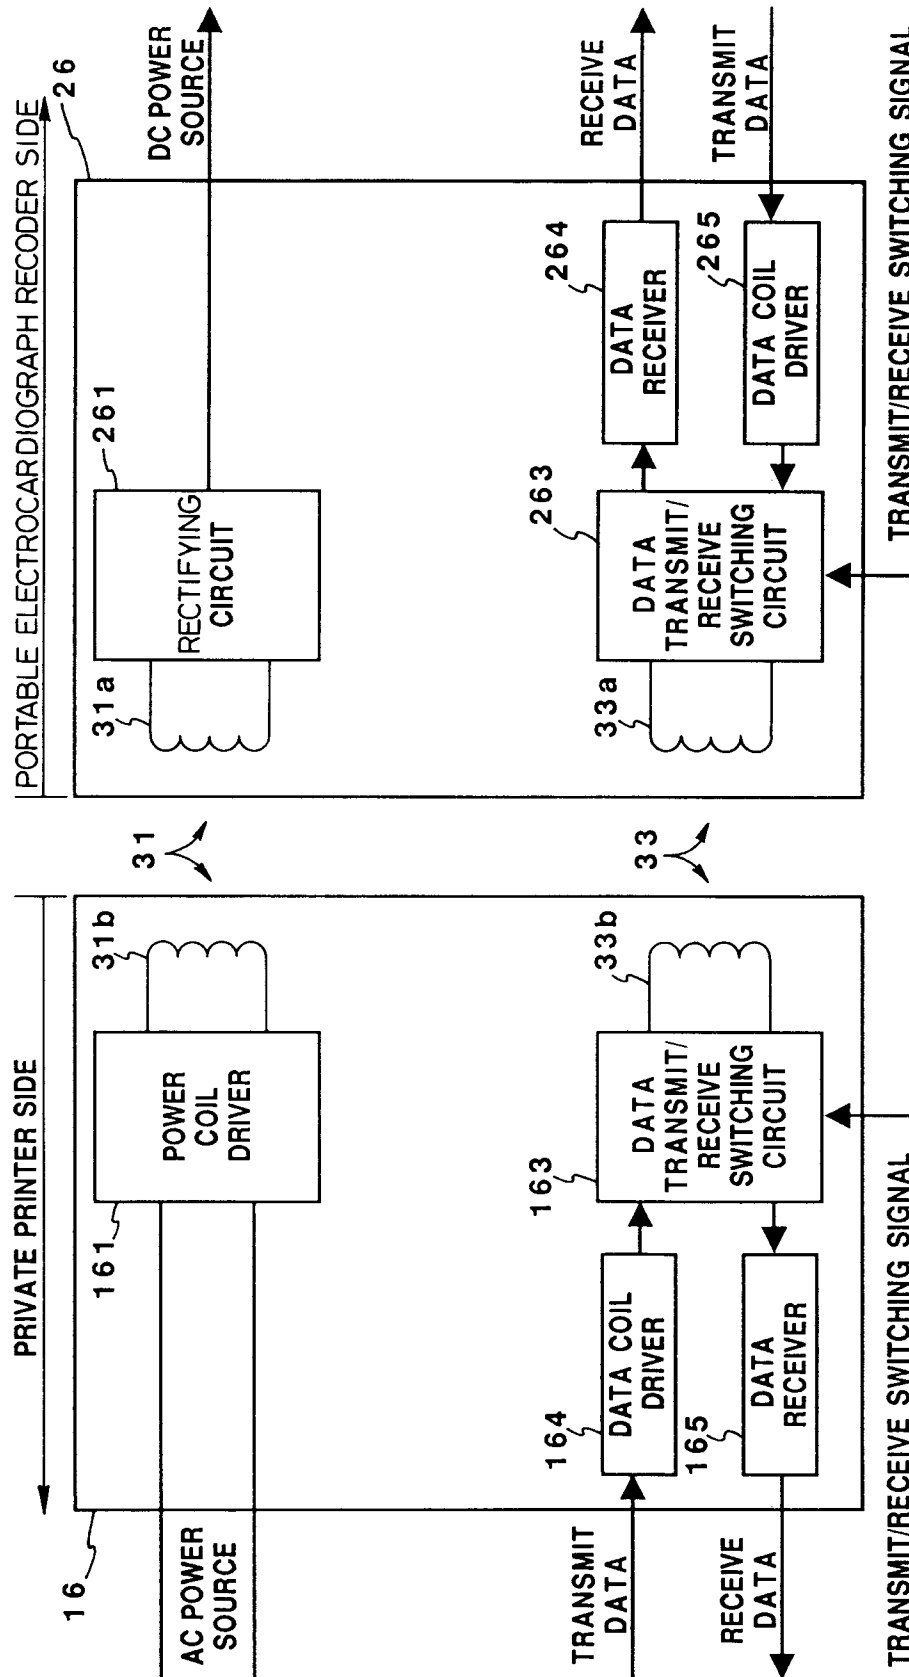 PRIVATE PRINTER SIDE
PORTABLE ELECTROCARDIOGRAPH RECODER SIDE
16
26
AC POWER
SOURCE
161
POWER
COIL
DRIVER
31b
31
31a
261
RECTIFYING
CIRCUIT
DC POWER
SOURCE
TRANSMIT
DATA
164
DATA COIL
DRIVER
163
DATA
TRANSMIT/
RECEIVE
SWITCHING
CIRCUIT
33b
33
33a
263
DATA
TRANSMIT/
RECEIVE
SWITCHING
CIRCUIT
264
DATA
RECEIVER
RECEIVE
DATA
RECEIVE
DATA
165
DATA
RECEIVER
265
DATA COIL
DRIVER
TRANSMIT
DATA
TRANSMIT/RECEIVE SWITCHING SIGNAL
TRANSMIT/RECEIVE SWITCHING SIGNAL